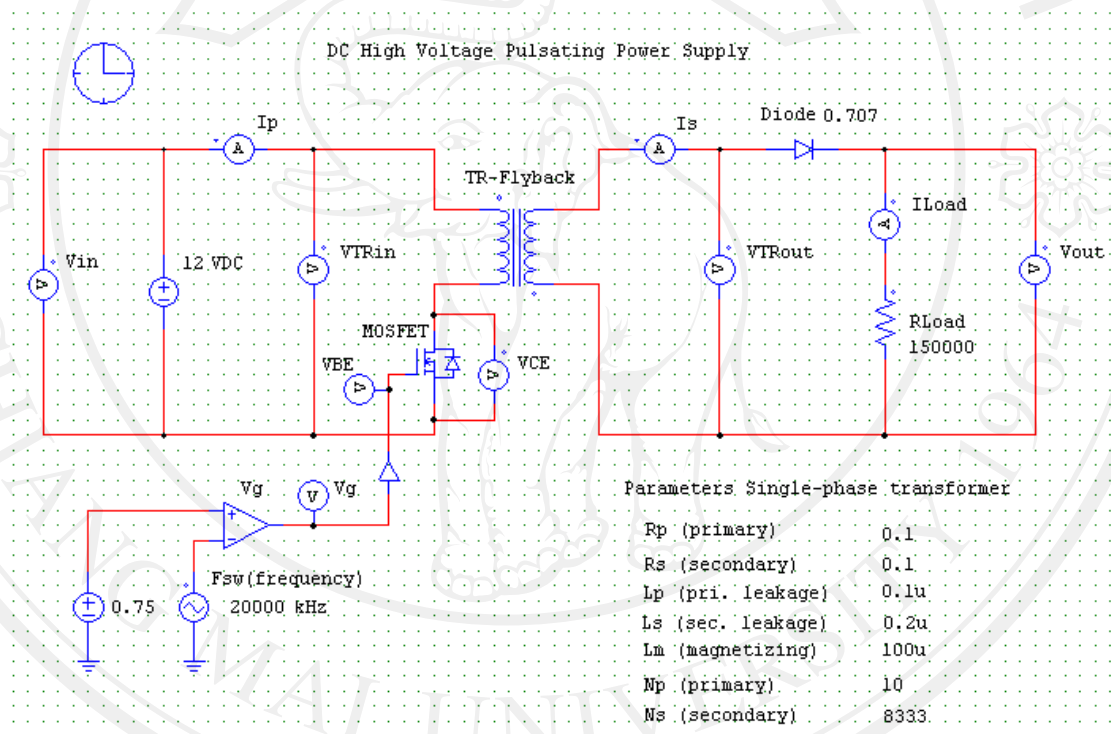 DC High Voltage Pulsating Power Supply
Ip
Is
Diode 0.707
A
A
TR-Flyback
ILoad
A
Vin
V
12 VDC
VTRin
V
VTRout
V
Vout
V
MOSFET
RLoad
150000
VBE
V
VCE
V
Vg
V
Vg
Fsw(frequency)
0.75
20000 kHz
Parameters Single-phase transformer
Rp (primary) 0.1
Rs (secondary) 0.1
Lp (pri. leakage) 0.1u
Ls (sec. leakage) 0.2u
Lm (magnetizing) 100u
Np (primary) 10
Ns (secondary) 8333
1964
MAI UNIVERSITY